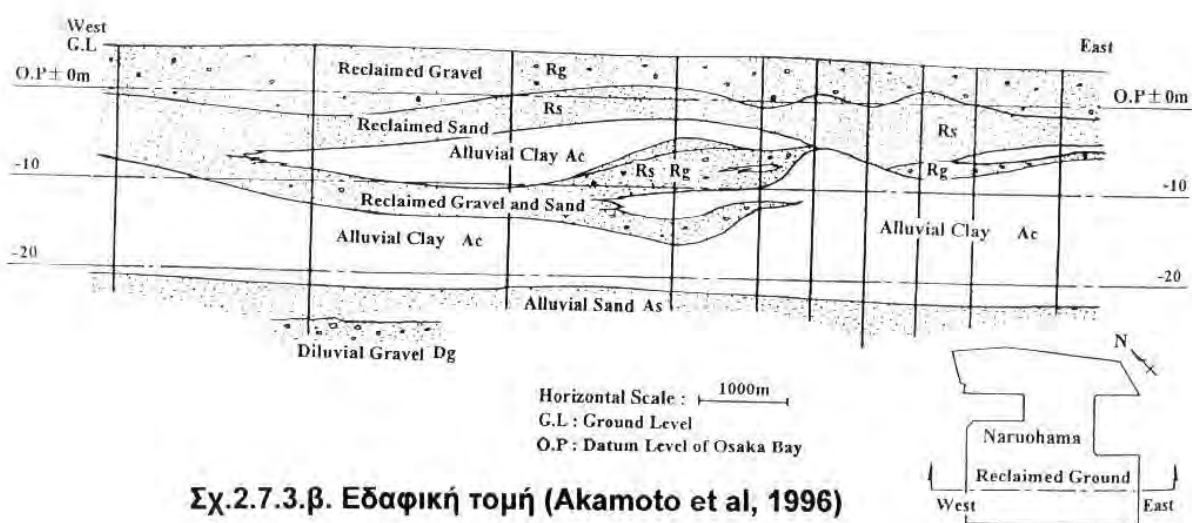 West
G.L
East
O.P ± 0m
Reclaimed Gravel
Rg
O.P ± 0m
Rs
Reclaimed Sand
Rs
Alluvial Clay Ac
Rs Rg
Rg
-10
-10
Reclaimed Gravel and Sand
Alluvial Clay Ac
Alluvial Clay Ac
-20
-20
Alluvial Sand As
Diluvial Gravel Dg
N
Horizontal Scale : 1000m
G.L : Ground Level
O.P : Datum Level of Osaka Bay
Naruohama
Reclaimed Ground
West
East
Σχ.2.7.3.β. Εδαφική τομή (Akamoto et al, 1996)